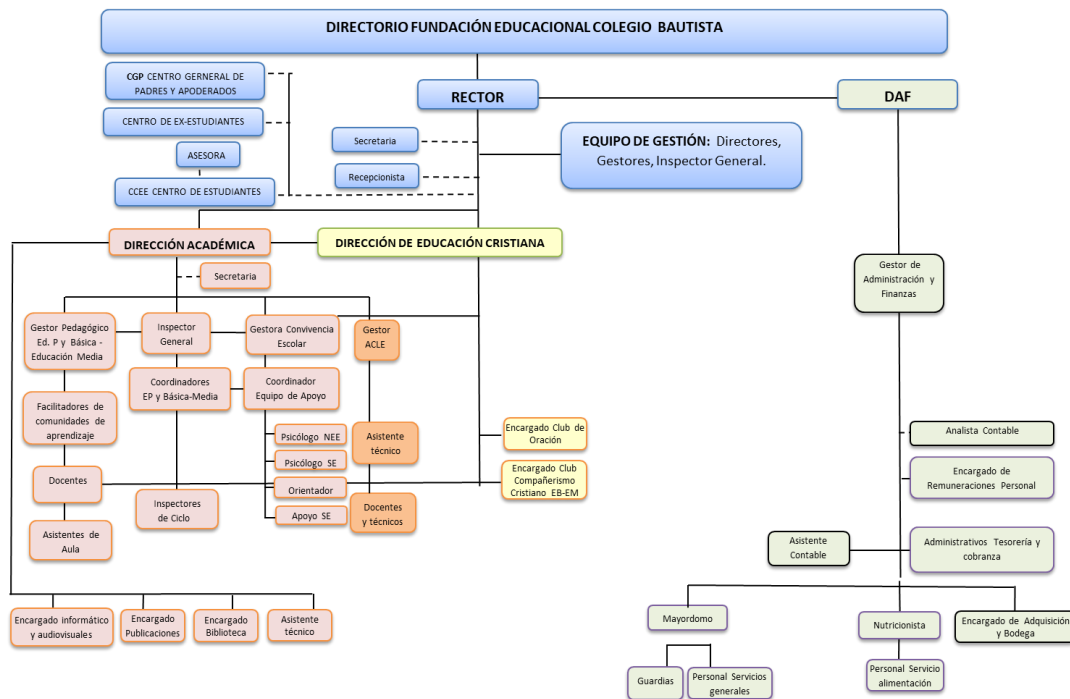 DIRECTORIO FUNDACIÓN EDUCACIONAL COLEGIO BAUTISTA
CGP CENTRO GERNERAL DE
PADRES Y APODERADOS
CENTRO DE EX-ESTUDIANTES
ASESORA
CCEE CENTRO DE ESTUDIANTES
RECTOR
DAF
Secretaria
Recepcionista
EQUIPO DE GESTIÓN: Directores,
Gestores, Inspector General.
DIRECCIÓN ACADÉMICA
DIRECCIÓN DE EDUCACIÓN CRISTIANA
Secretaria
Gestor de
Administración y
Finanzas
Gestor Pedagógico
Ed. P y Básica -
Educación Media
Inspector
General
Gestora Convivencia
Escolar
Gestor
ACLE
Coordinadores
EP y Básica-Media
Coordinador
Equipo de Apoyo
Facilitadores de
comunidades de
aprendizaje
Psicólogo NEE
Psicólogo SE
Orientador
Apoyo SE
Asistente
técnico
Encargado Club de
Oración
Encargado Club
Compañerismo
Cristiano EB-EM
Docentes
Inspectores
de Ciclo
Docentes
y técnicos
Asistentes de
Aula
Analista Contable
Encargado de
Remuneraciones Personal
Asistente
Contable
Administrativos Tesorería y
cobranza
Encargado informático
y audiovisuales
Encargado
Publicaciones
Encargado
Biblioteca
Asistente
técnico
Mayordomo
Nutricionista
Encargado de Adquisición
y Bodega
Guardias
Personal Servicios
generales
Personal Servicio
alimentación